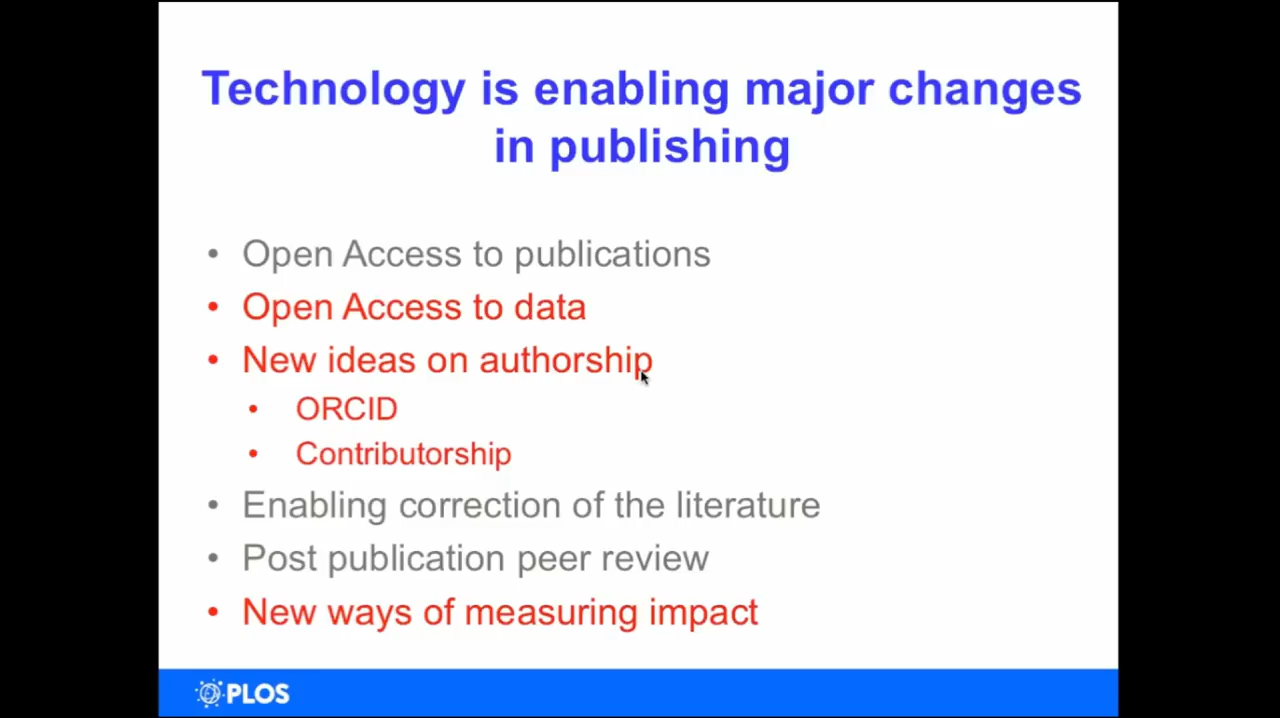 Technology is enabling major changes
in publishing
• Open Access to publications
• Open Access to data
• New ideas on authorship
• ORCID
• Contributorship
• Enabling correction of the literature
• Post publication peer review
• New ways of measuring impact
PLOS